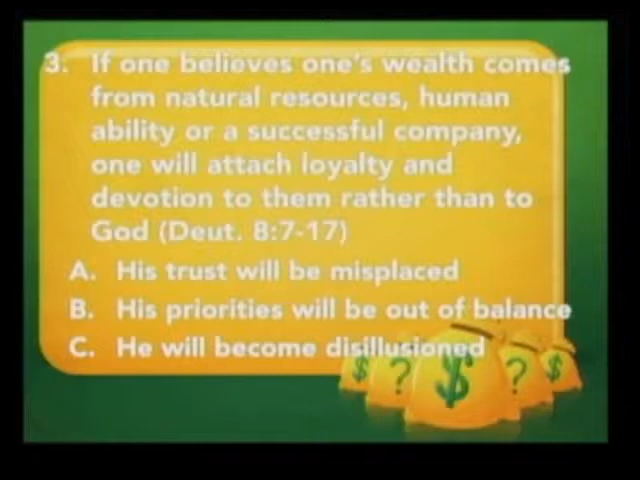 3. If one believes one's wealth comes
from natural resources, human
ability or a successful company,
one will attach loyalty and
devotion to them rather than to
God (Deut. 8:7-17)
A. His trust will be misplaced
B. His priorities will be out of balance
C. He will become disillusioned
$ ? $ ? $